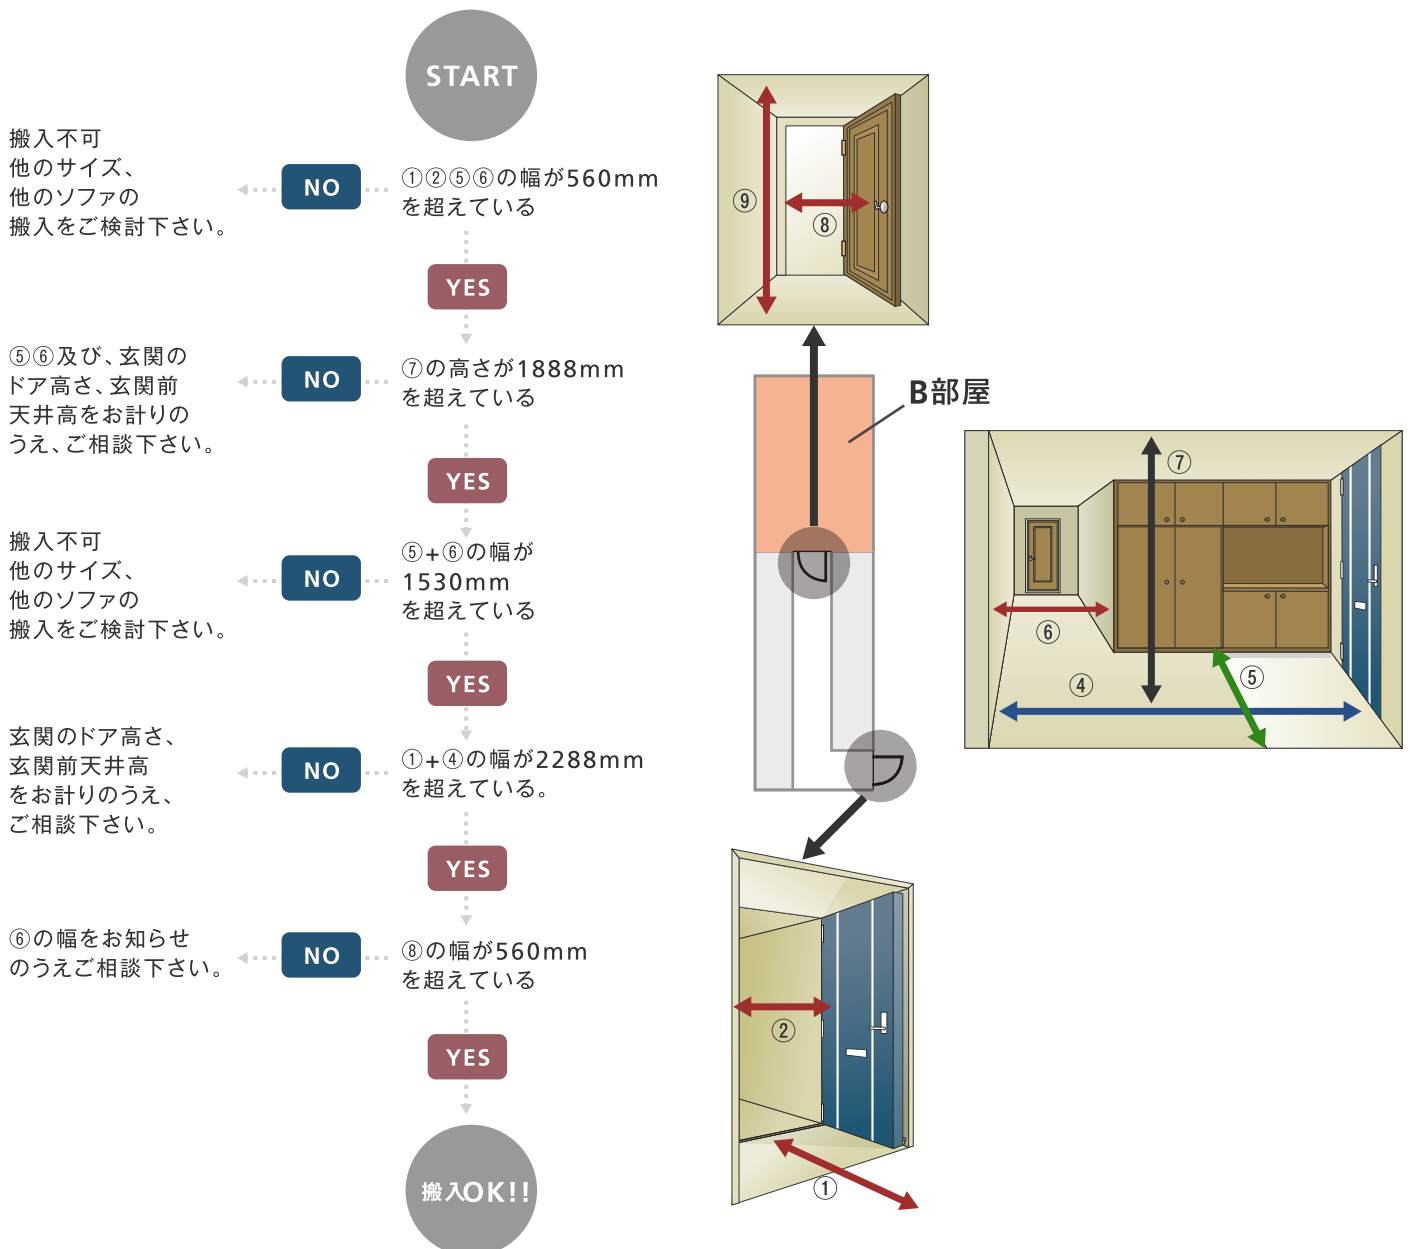 START
①②⑤⑥の幅が560mm
を超えている
NO
搬入不可
他のサイズ、
他のソファの
搬入をご検討下さい。
YES
⑦の高さが1888mm
を超えている
NO
⑤⑥及び、玄関の
ドア高さ、玄関前
天井高をお計りの
うえ、ご相談下さい。
YES
⑤+⑥の幅が
1530mm
を超えている
NO
搬入不可
他のサイズ、
他のソファの
搬入をご検討下さい。
YES
①+④の幅が2288mm
を超えている。
NO
玄関のドア高さ、
玄関前天井高
をお計りのうえ、
ご相談下さい。
YES
⑧の幅が560mm
を超えている
NO
⑥の幅をお知らせ
のうえご相談下さい。
YES
搬入OK!!
⑨
⑧
B部屋
⑦
⑥
④
⑤
②
①